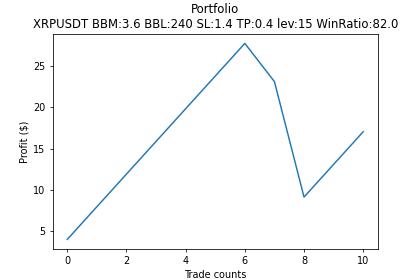 Portfolio
XRPUSDT BBM:3.6 BBL:240 SL:1.4 TP:0.4 lev:15 WinRatio:82.0
Profit ($)
25
20
15
10
5
0 2 4 6 8 10
Trade counts